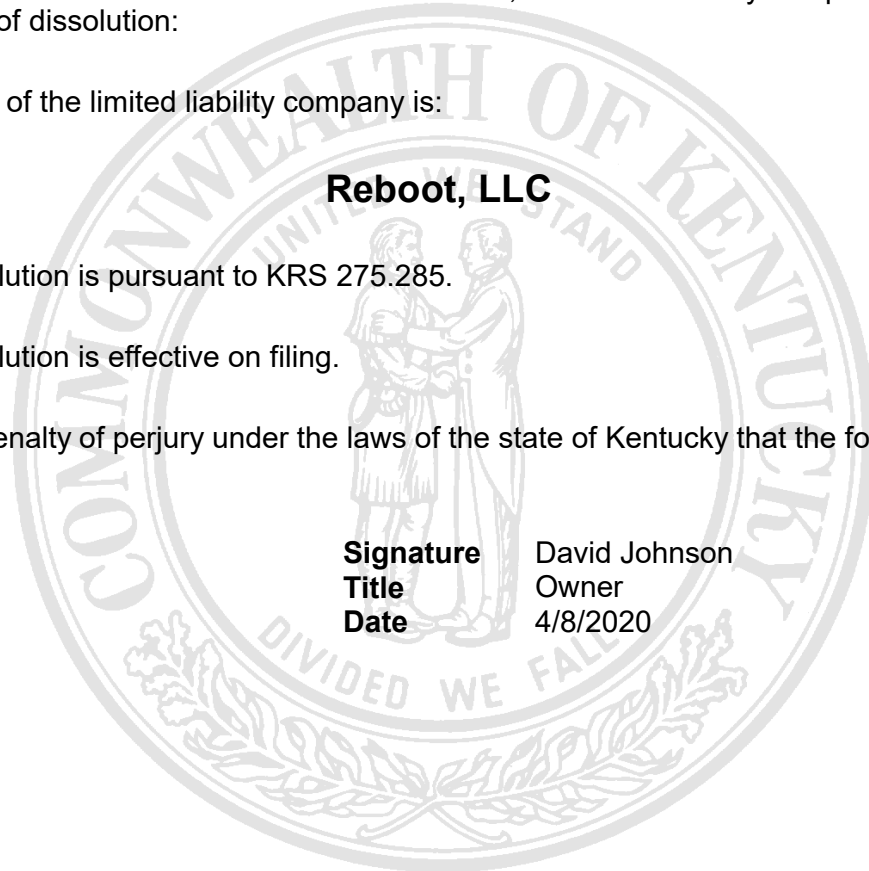 of dissolution:
of the limited liability company is:
Reboot, LLC
lution is pursuant to KRS 275.285.
lution is effective on filing.
enalty of perjury under the laws of the state of Kentucky that the fo
Signature David Johnson
Title Owner
Date 4/8/2020
COMMONWEALTH OF KENTUCKY
UNITED WE STAND
DIVIDED WE FALL